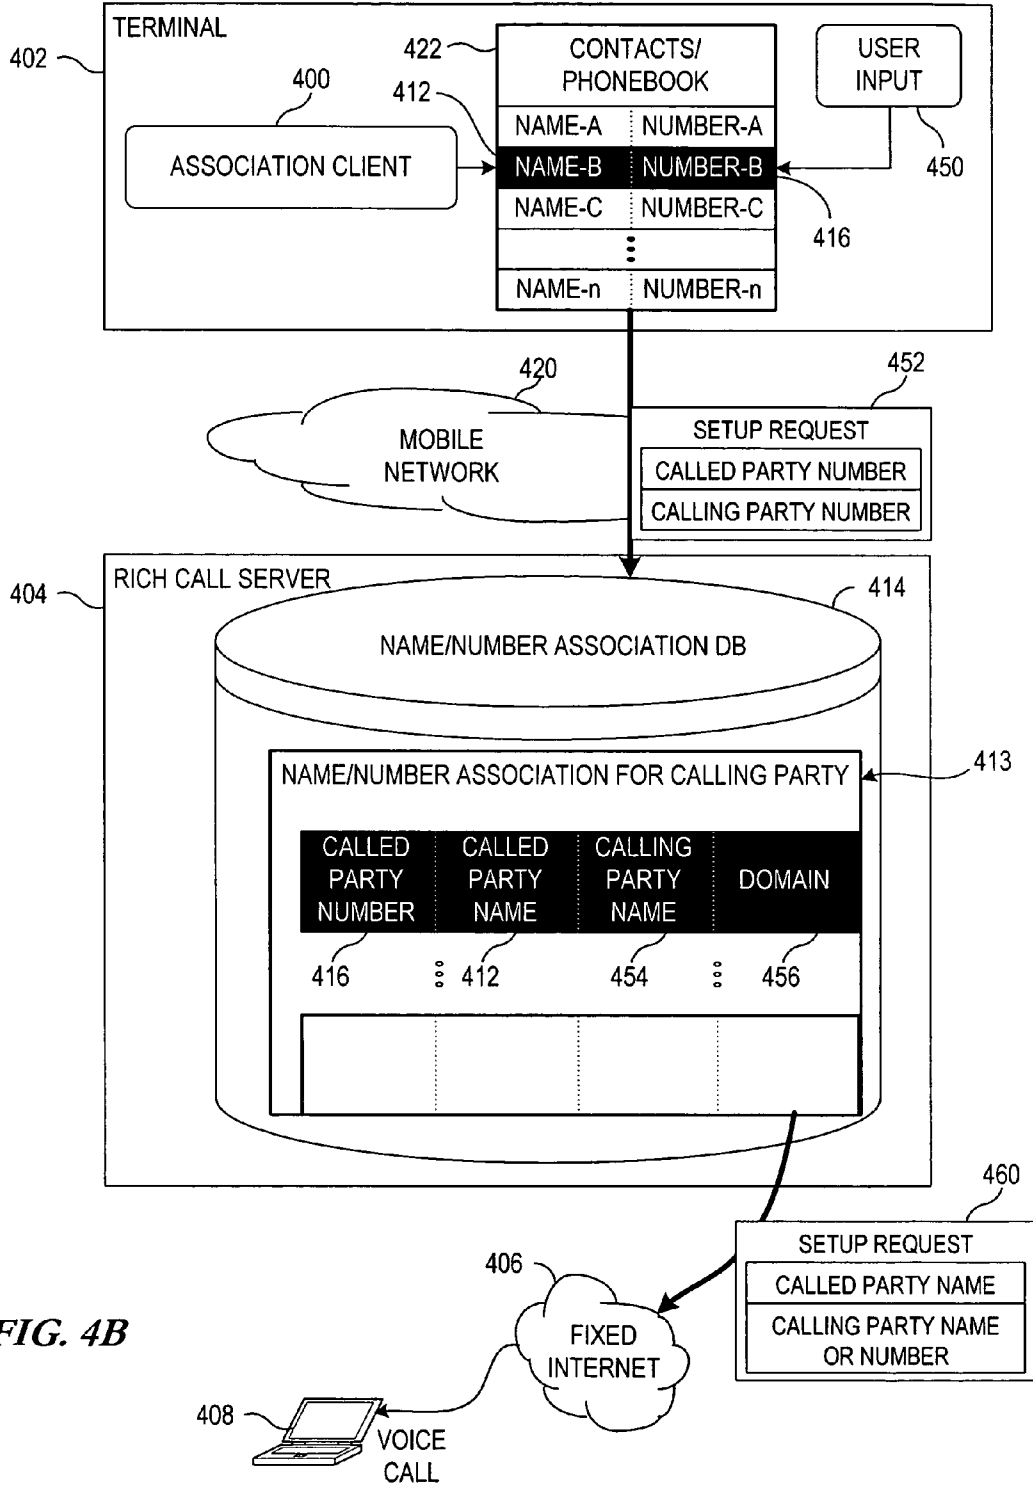 TERMINAL
402
400
ASSOCIATION CLIENT
422
412
CONTACTS/
PHONEBOOK
NAME-A NUMBER-A
NAME-B NUMBER-B
NAME-C NUMBER-C
NAME-n NUMBER-n
USER
INPUT
450
416
420
MOBILE
NETWORK
452
SETUP REQUEST
CALLED PARTY NUMBER
CALLING PARTY NUMBER
RICH CALL SERVER
404
414
NAME/NUMBER ASSOCIATION DB
NAME/NUMBER ASSOCIATION FOR CALLING PARTY
413
CALLED
PARTY
NUMBER
CALLED
PARTY
NAME
CALLING
PARTY
NAME
DOMAIN
416
412
454
456
460
SETUP REQUEST
CALLED PARTY NAME
CALLING PARTY NAME
OR NUMBER
406
FIXED
INTERNET
FIG. 4B
408
VOICE
CALL